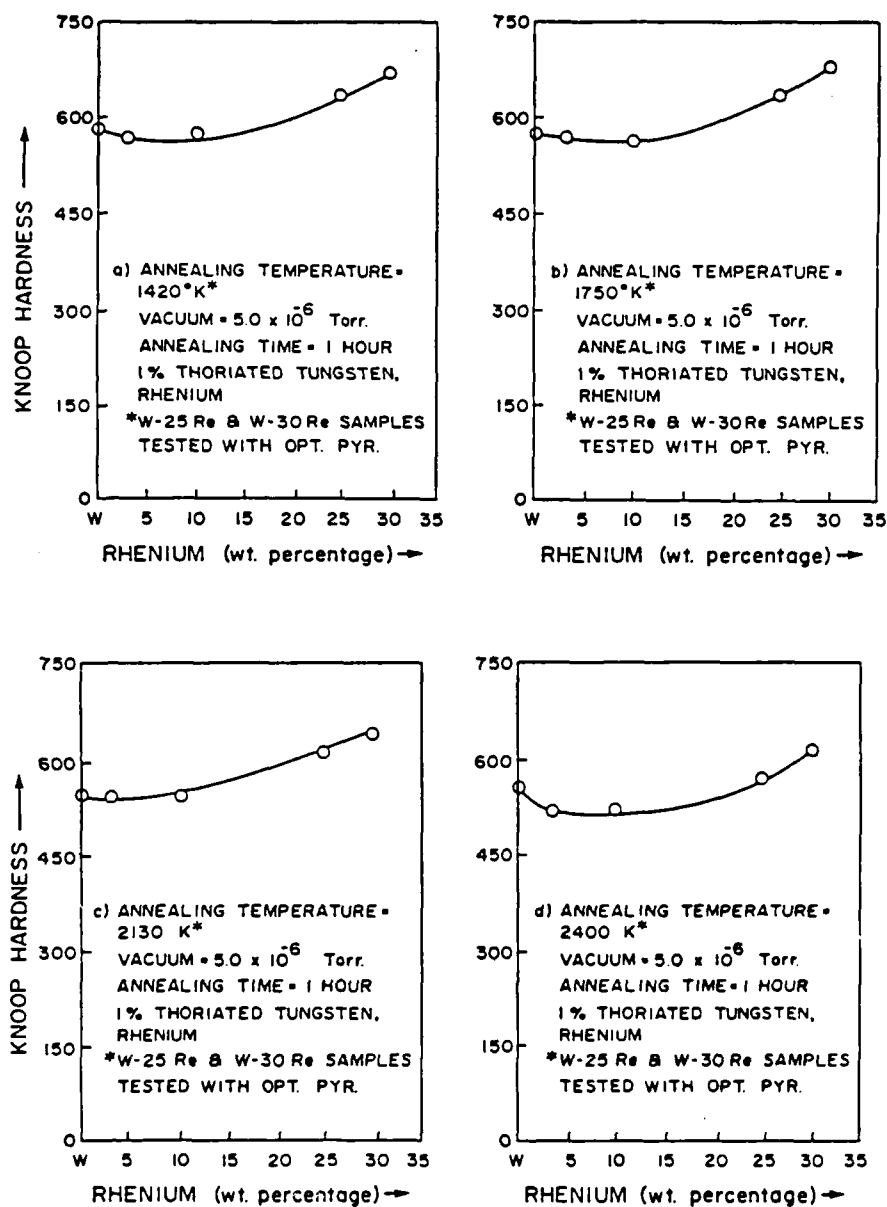 750
600
450
300
150
0
KNOOP HARDNESS →
a) ANNEALING TEMPERATURE=
1420°K*
VACUUM = 5.0 x 10⁻⁶ Torr.
ANNEALING TIME = 1 HOUR
1% THORIATED TUNGSTEN,
RHENIUM
*W-25 Re & W-30 Re SAMPLES
TESTED WITH OPT. PYR.
W 5 10 15 20 25 30 35
RHENIUM (wt. percentage) →
750
600
450
300
150
0
b) ANNEALING TEMPERATURE =
1750°K*
VACUUM = 5.0 x 10⁻⁶ Torr.
ANNEALING TIME = 1 HOUR
1% THORIATED TUNGSTEN,
RHENIUM
*W-25 Re & W-30 Re SAMPLES
TESTED WITH OPT. PYR.
W 5 10 15 20 25 30 35
RHENIUM (wt. percentage) →
750
600
450
300
150
0
KNOOP HARDNESS →
c) ANNEALING TEMPERATURE =
2130 K*
VACUUM = 5.0 x 10⁻⁶ Torr.
ANNEALING TIME = 1 HOUR
1% THORIATED TUNGSTEN,
RHENIUM
*W-25 Re & W-30 Re SAMPLES
TESTED WITH OPT. PYR.
W 5 10 15 20 25 30 35
RHENIUM (wt. percentage) →
750
600
450
300
150
0
d) ANNEALING TEMPERATURE =
2400 K*
VACUUM = 5.0 x 10⁻⁶ Torr.
ANNEALING TIME = 1 HOUR
1% THORIATED TUNGSTEN,
RHENIUM
*W-25 Re & W-30 Re SAMPLES
TESTED WITH OPT. PYR.
W 5 10 15 20 25 30 35
RHENIUM (wt. percentage) →